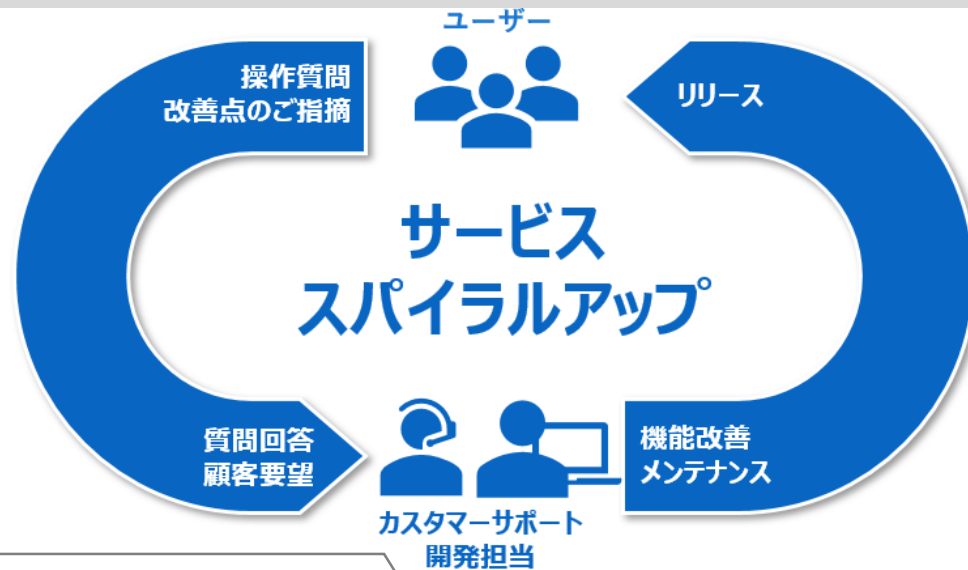 ユーザー
操作質問
改善点のご指摘
リリース
サービス
スパイラルアップ
質問回答
顧客要望
機能改善
メンテナンス
カスタマーサポート
開発担当